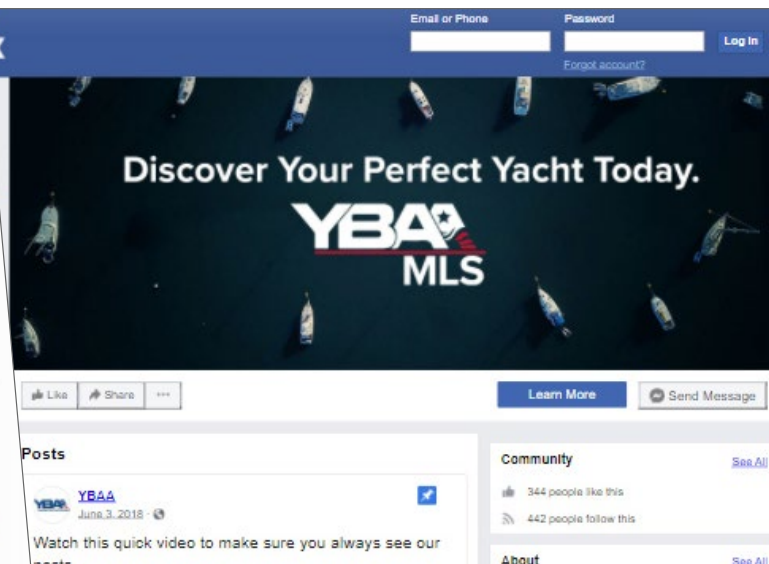 Email or Phone
Password
Log In
Forgot account?
Discover Your Perfect Yacht Today.
YBAA
MLS
Like
Share
Learn More
Send Message
Posts
YBAA
YBAA
June 3, 2018 ·
Watch this quick video to make sure you always see our
posts
Community
See All
344 people like this
442 people follow this
About
See All